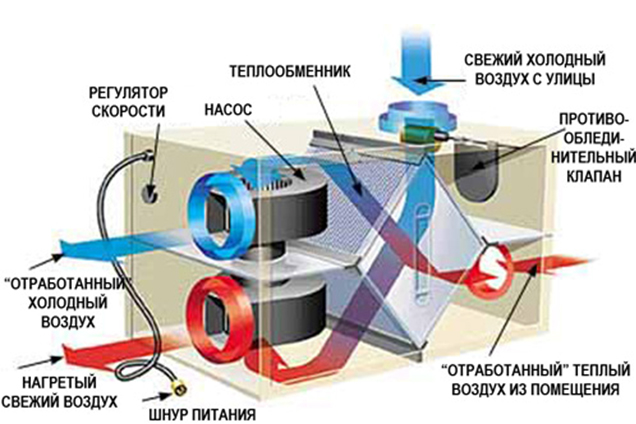 СВЕЖИЙ ХОЛОДНЫЙ
ВОЗДУХ С УЛИЦЫ
ТЕПЛООБМЕННИК
РЕГУЛЯТОР
СКОРОСТИ
НАСОС
ПРОТИВО-
ОБЛЕДИ-
НИТЕЛЬНЫЙ
КЛАПАН
“ОТРАБОТАННЫЙ”
ХОЛОДНЫЙ
ВОЗДУХ
НАГРЕТЫЙ
СВЕЖИЙ ВОЗДУХ
ШНУР ПИТАНИЯ
“ОТРАБОТАННЫЙ” ТЕПЛЫЙ
ВОЗДУХ ИЗ ПОМЕЩЕНИЯ